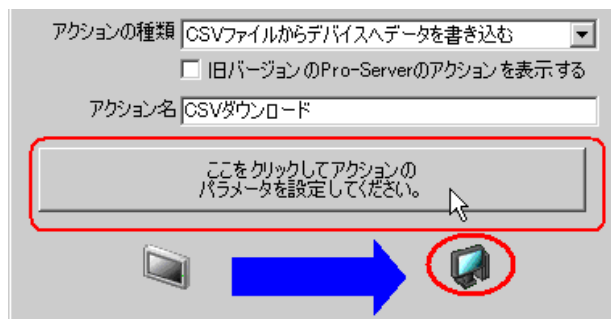 アクションの種類 CSVファイルからデバイスへデータを書き込む
旧バージョンのPro-Serverのアクションを表示する
アクション名 CSVダウンロード
ここをクリックしてアクションの
パラメータを設定してください。